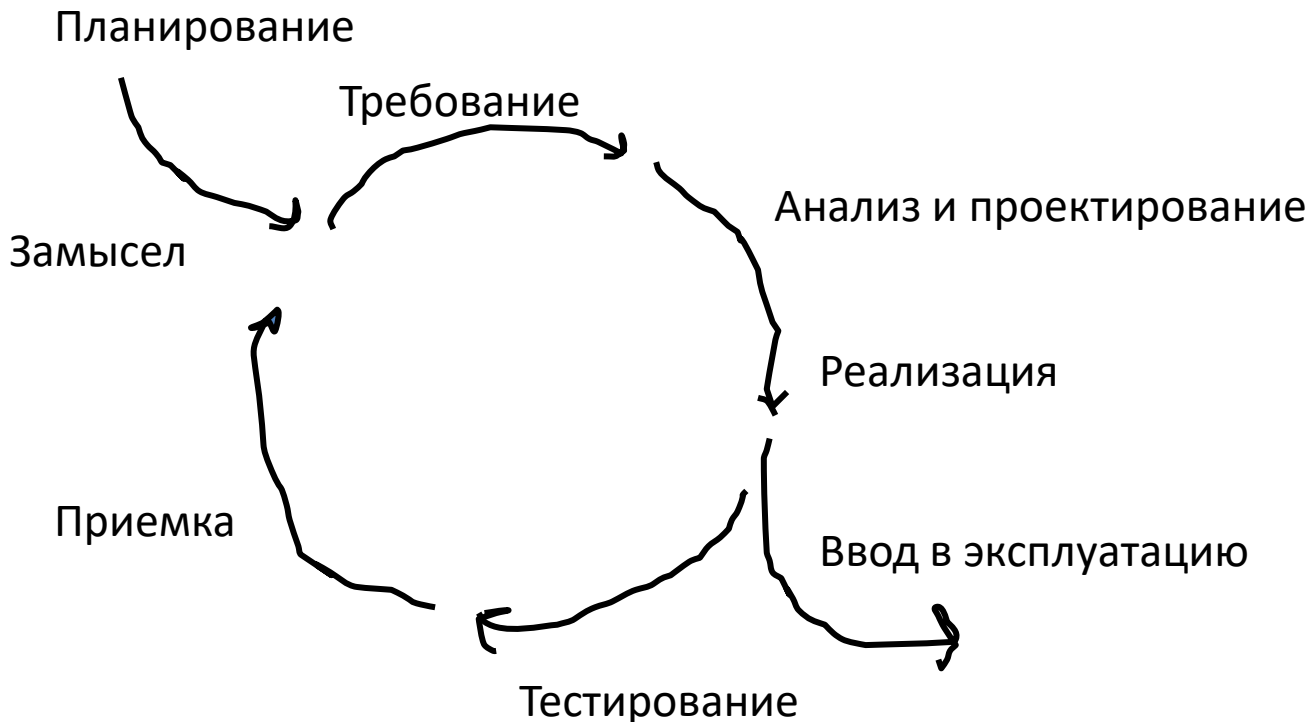 Планирование
Требование
Анализ и проектирование
Замысел
Реализация
Приемка
Ввод в эксплуатацию
Тестирование